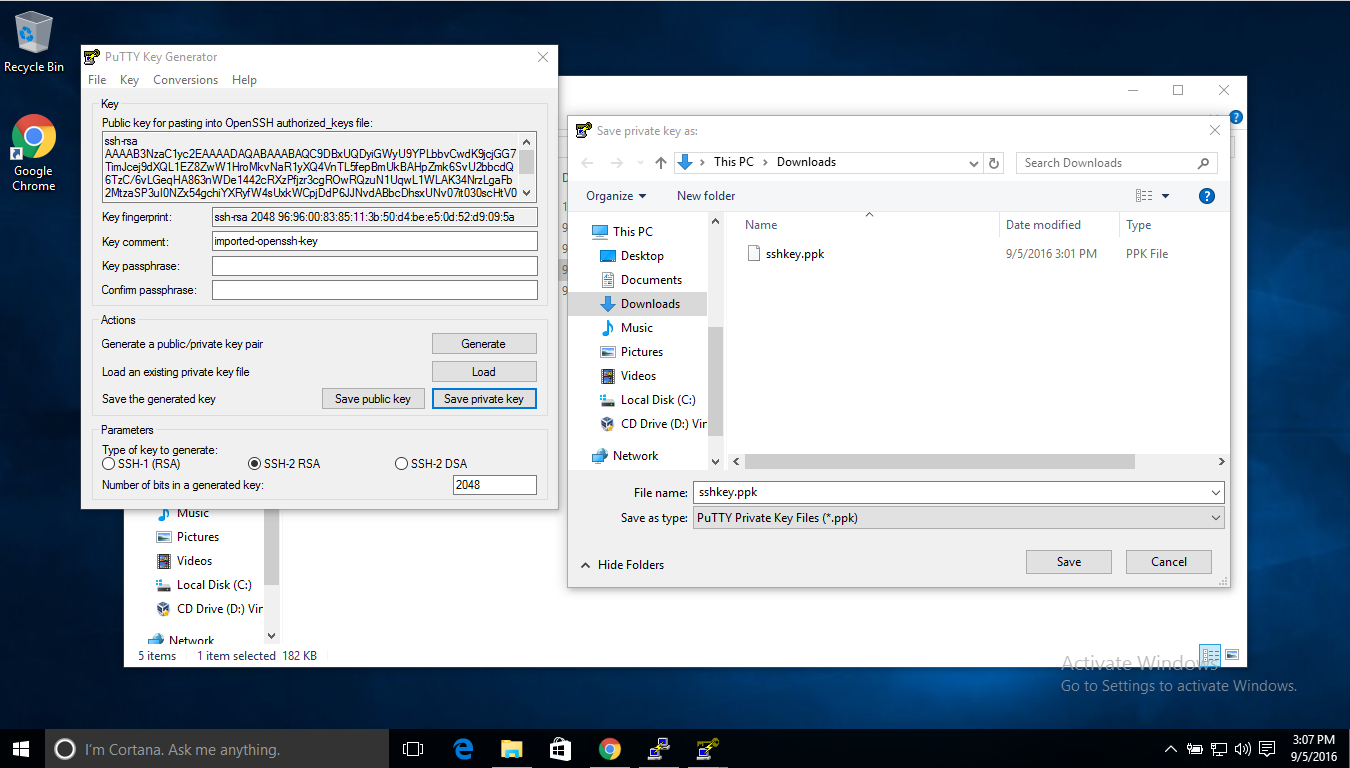 Recycle Bin
Google
Chrome
PuTTY Key Generator
File Key Conversions Help
Key
Public key for pasting into OpenSSH authorized_keys file:
ssh-rsa
Key fingerprint: ssh-rsa 2048 96:96:00:83:85:11:3b:50:d4:be:e5:0d:52:d9:09:5a
Key comment: imported-openssh-key
Key passphrase:
Confirm passphrase:
Actions
Generate a public/private key pair Generate
Load an existing private key file Load
Save the generated key Save public key Save private key
Parameters
Type of key to generate:
SSH-1 (RSA) SSH-2 RSA SSH-2 DSA
Number of bits in a generated key: 2048
Save private key as:
This PC Downloads
Search Downloads
Organize New folder
This PC
Desktop
Documents
Downloads
Music
Pictures
Videos
Local Disk (C:)
CD Drive (D:) Vir
Network
Name Date modified Type
sshkey.ppk 9/5/2016 3:01 PM PPK File
File name: sshkey.ppk
Save as type: PuTTY Private Key Files (*.ppk)
Hide Folders
Save Cancel
Music
Pictures
Videos
Local Disk (C:)
CD Drive (D:) Vir
Network
5 items 1 item selected 182 KB
Activate Windows
Go to Settings to activate Windows.
I'm Cortana. Ask me anything.
3:07 PM
9/5/2016